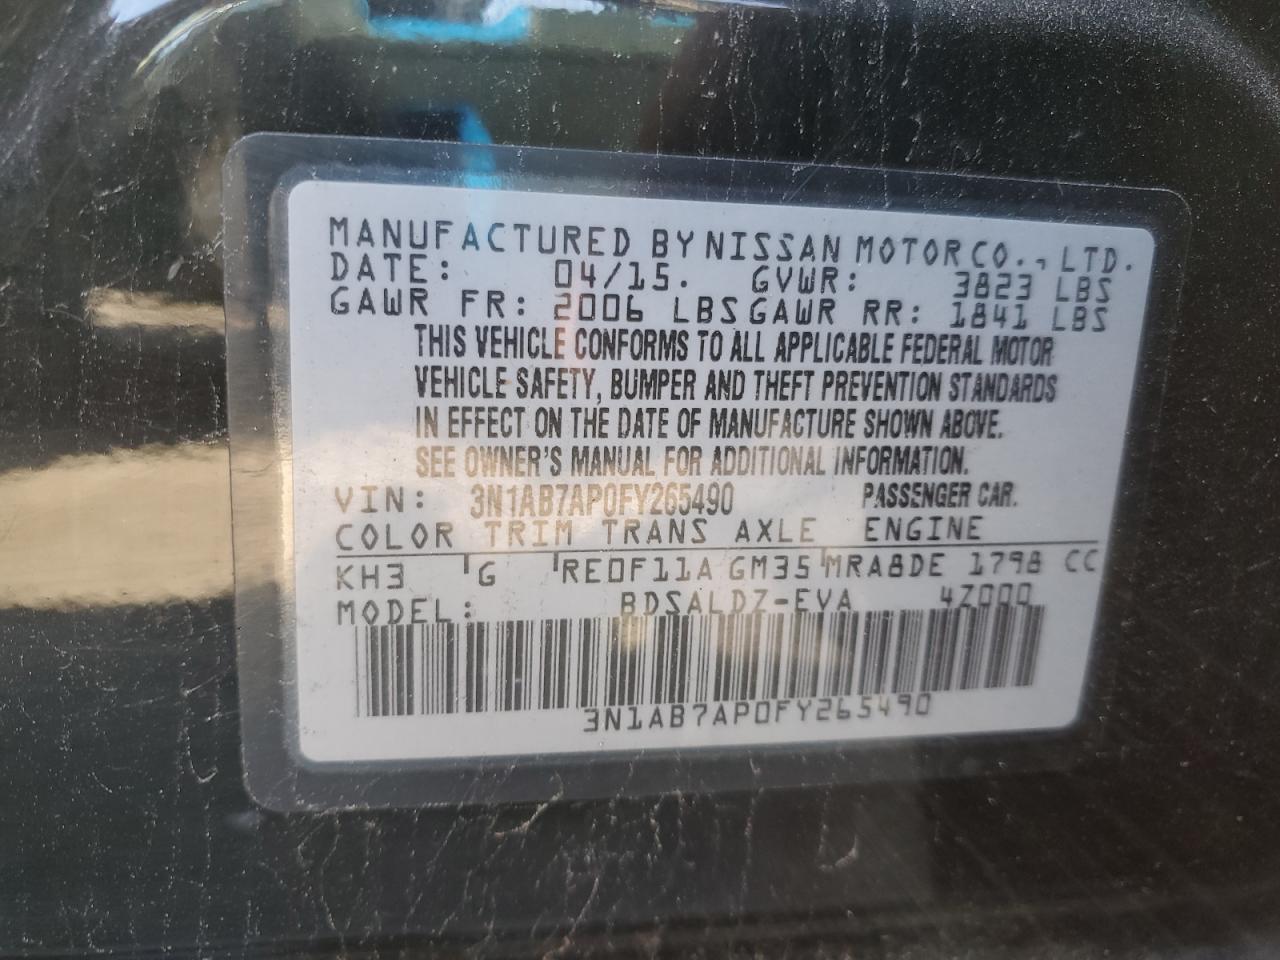 MANUFACTURED BY NISSAN MOTOR CO., LTD.
DATE: 04/15. GVWR: 3823 LBS
GAWR FR: 2006 LBS GAWR RR: 1841 LBS
THIS VEHICLE CONFORMS TO ALL APPLICABLE FEDERAL MOTOR
VEHICLE SAFETY, BUMPER AND THEFT PREVENTION STANDARDS
IN EFFECT ON THE DATE OF MANUFACTURE SHOWN ABOVE.
SEE OWNER'S MANUAL FOR ADDITIONAL INFORMATION.
VIN: 3N1AB7AP0FY265490 PASSENGER CAR.
COLOR TRIM TRANS AXLE ENGINE
KH3 G RE0F11A GM35 MRA8DE 1798 CC
MODEL: BDSALDZ-EVA 4Z000
3N1AB7AP0FY265490